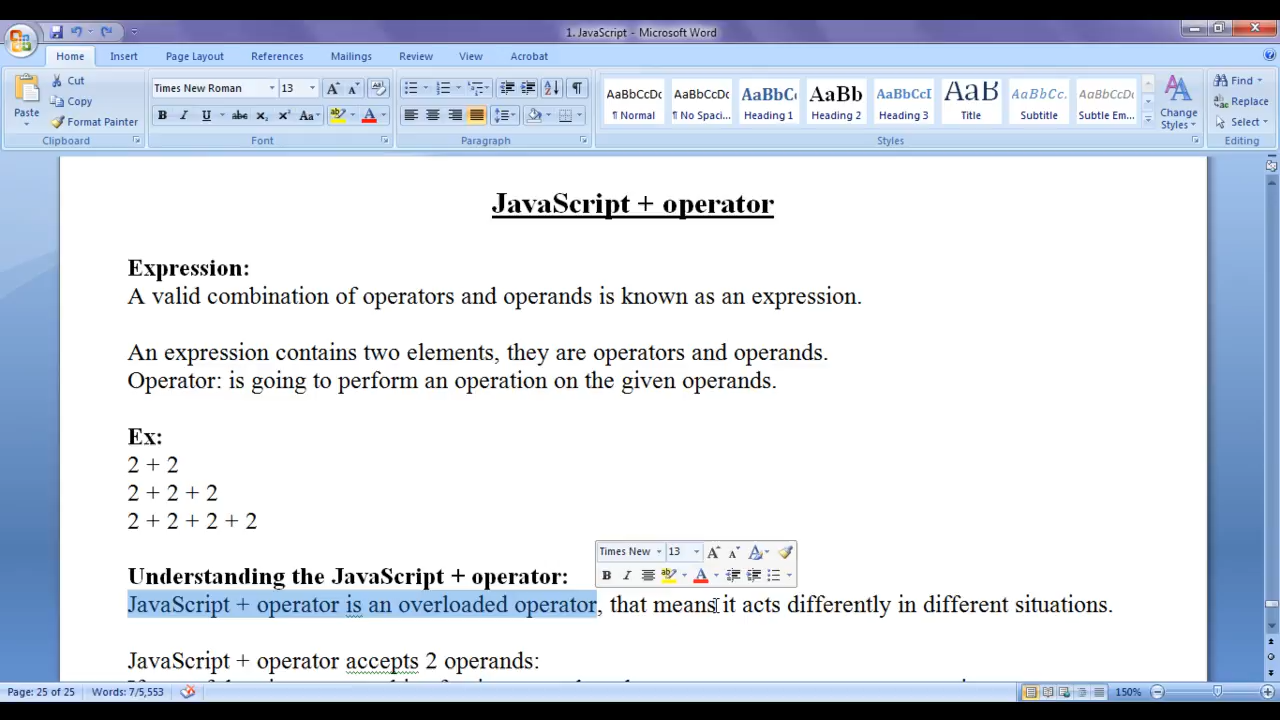 1. JavaScript - Microsoft Word
Home Insert Page Layout References Mailings Review View Acrobat
Paste
Cut
Copy
Format Painter
Clipboard
Times New Roman 13
Font
Paragraph
AaBbCcDc AaBbCcDc AaBbC AaBb AaBbCcI AaB AaBbCc. AaBbCcDc
¶ Normal ¶ No Spaci... Heading 1 Heading 2 Heading 3 Title Subtitle Subtle Em...
Change Styles
Styles
Find
Replace
Select
Editing
JavaScript + operator
Expression:
A valid combination of operators and operands is known as an expression.
An expression contains two elements, they are operators and operands.
Operator: is going to perform an operation on the given operands.
Ex:
2 + 2
2 + 2 + 2
2 + 2 + 2 + 2
Times New 13
Understanding the JavaScript + operator:
JavaScript + operator is an overloaded operator, that means it acts differently in different situations.
JavaScript + operator accepts 2 operands:
Page: 25 of 25 Words: 7/5,553 150%